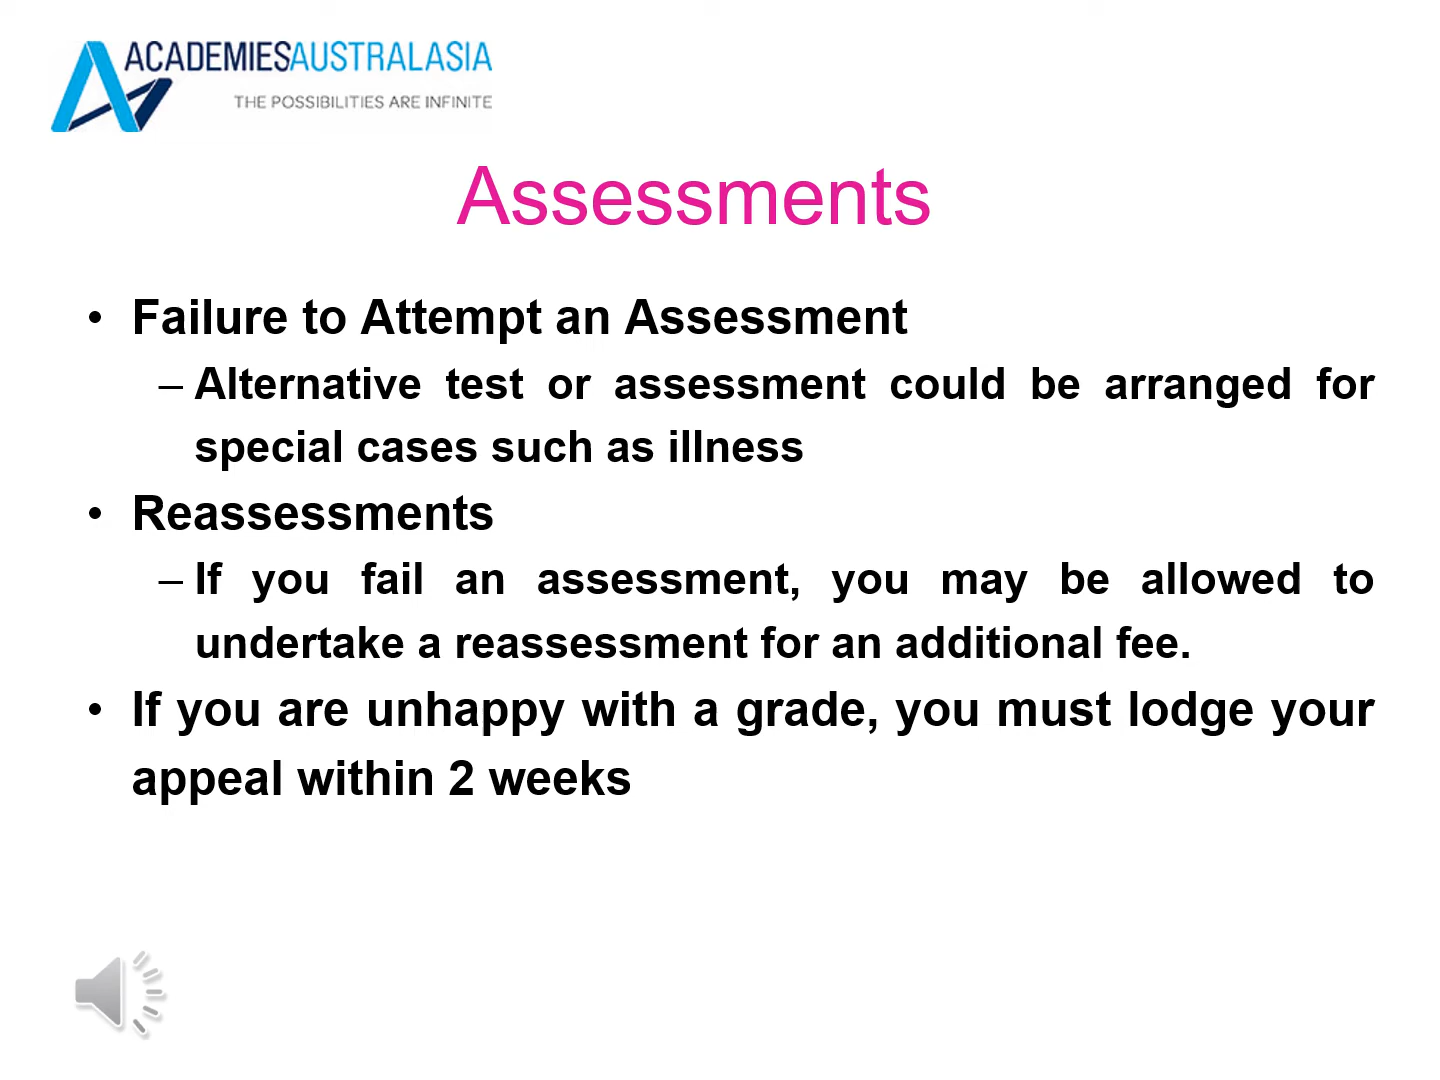 ACADEMIESAUSTRALASIA
THE POSSIBILITIES ARE INFINITE
Assessments
• Failure to Attempt an Assessment
– Alternative test or assessment could be arranged for
special cases such as illness
• Reassessments
– If you fail an assessment, you may be allowed to
undertake a reassessment for an additional fee.
• If you are unhappy with a grade, you must lodge your
appeal within 2 weeks